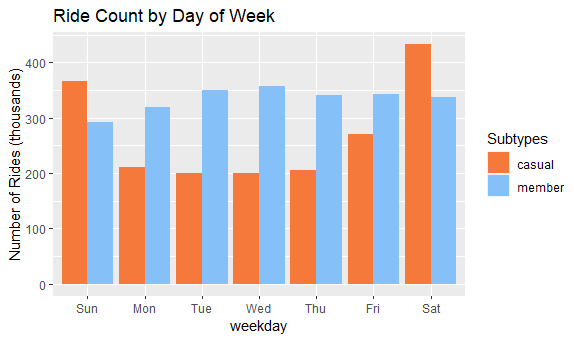 Ride Count by Day of Week
Number of Rides (thousands)
400
300
200
100
0
Sun Mon Tue Wed Thu Fri Sat
weekday
Subtypes
casual
member